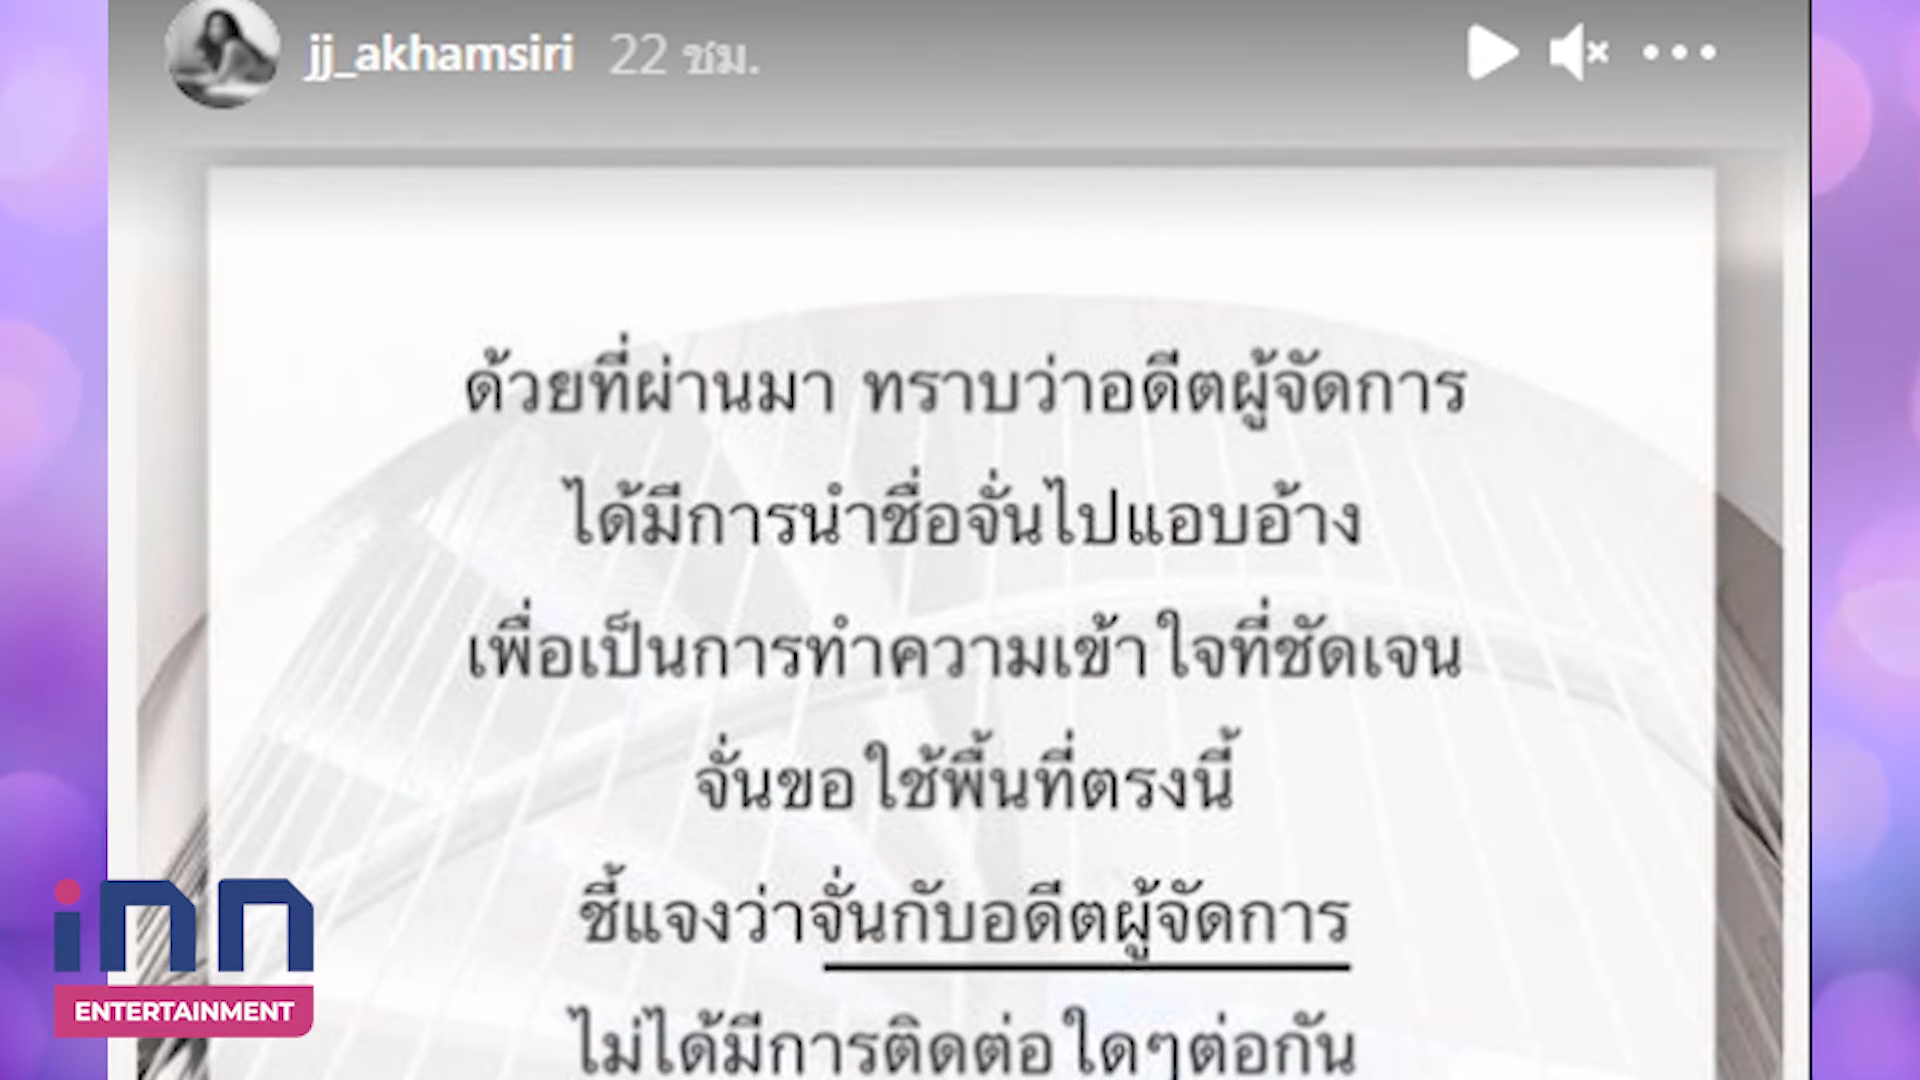 jj_akhamsiri 22 ชม.
ด้วยที่ผ่านมา ทราบว่าอดีตผู้จัดการ
ได้มีการนำชื่อจั่นไปแอบอ้าง
เพื่อเป็นการทำความเข้าใจที่ชัดเจน
จั่นขอใช้พื้นที่ตรงนี้
ชี้แจงว่าจั่นกับอดีตผู้จัดการ
ไม่ได้มีการติดต่อใดๆต่อกัน
inn
ENTERTAINMENT